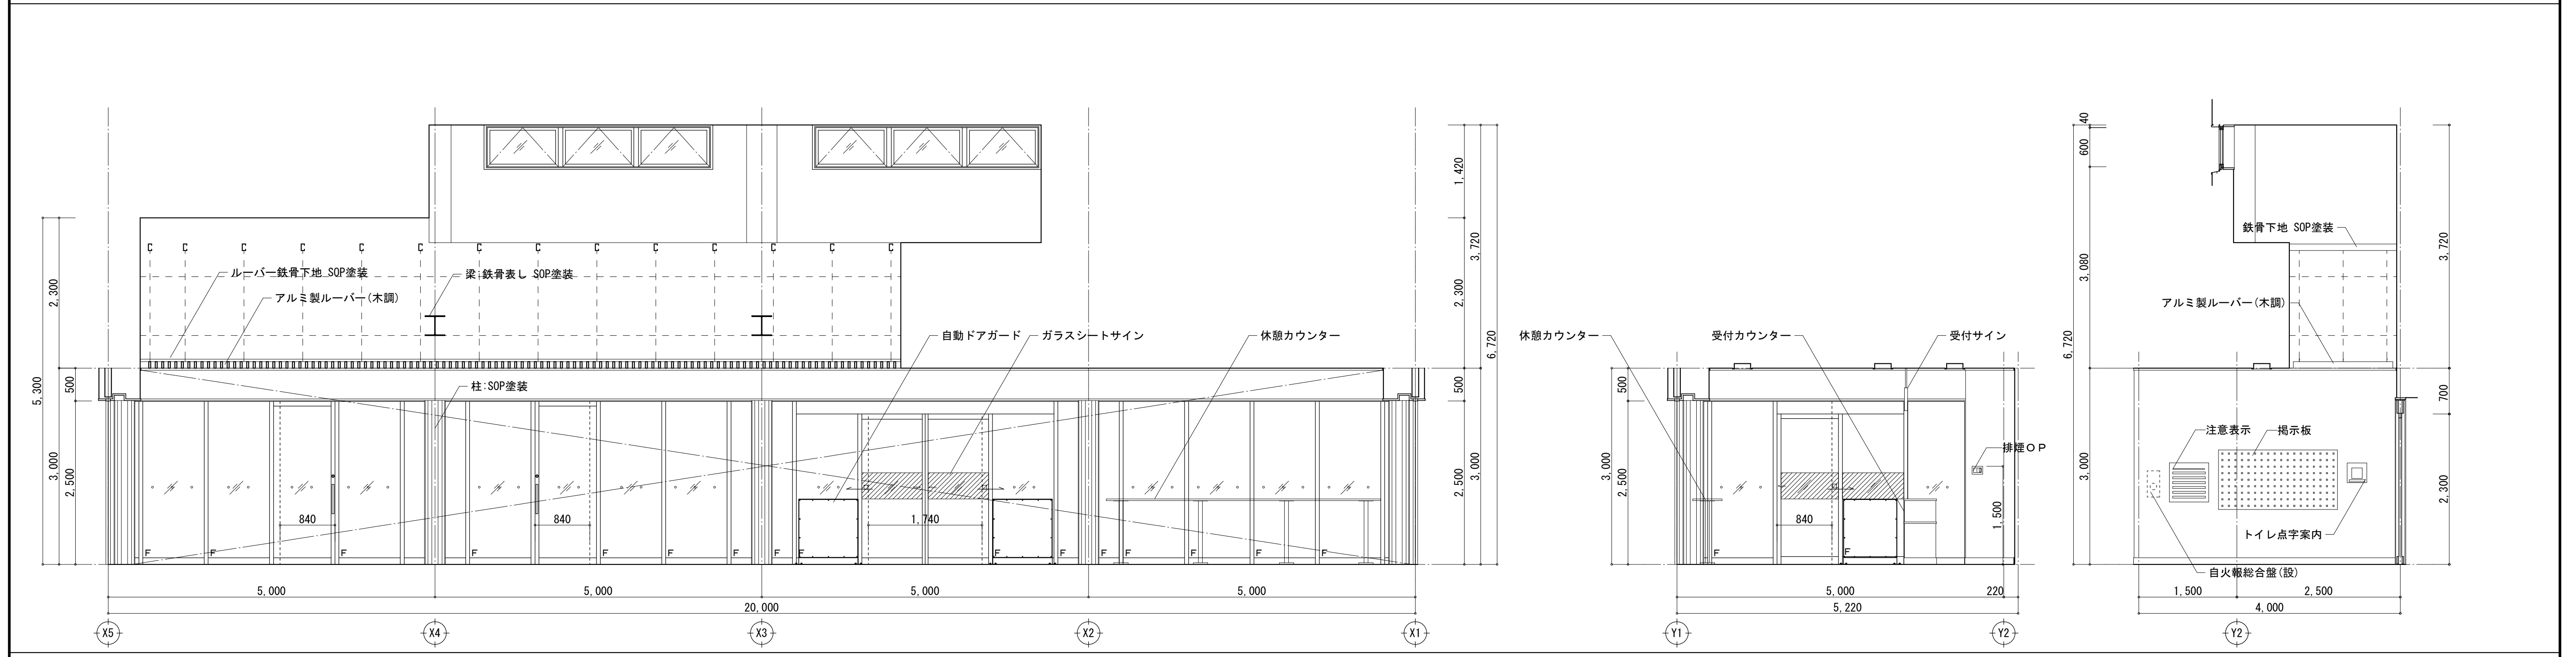 ルーバー鉄骨下地 SOP塗装
アルミ製ルーバー(木調)
梁:鉄骨表し SOP塗装
柱:SOP塗装
自動ドアガード
ガラスシートサイン
休憩カウンター
C C C C C C C C C C C C C C
5,300
2,300
3,000
500
2,500
1,420
2,300
500
2,500
3,720
3,000
6,720
840
840
1,740
F F F F F F F F F F F F F F F
5,000
5,000
5,000
5,000
20,000
X5
X4
X3
X2
X1
休憩カウンター
受付カウンター
受付サイン
排煙OP
3,000
500
2,500
840
1,500
F F
5,000
220
5,220
Y1
Y2
鉄骨下地 SOP塗装
アルミ製ルーバー(木調)
注意表示
掲示板
トイレ点字案内
自火報総合盤(設)
40
600
3,080
6,720
3,000
3,720
700
2,300
1,500
2,500
4,000
Y2